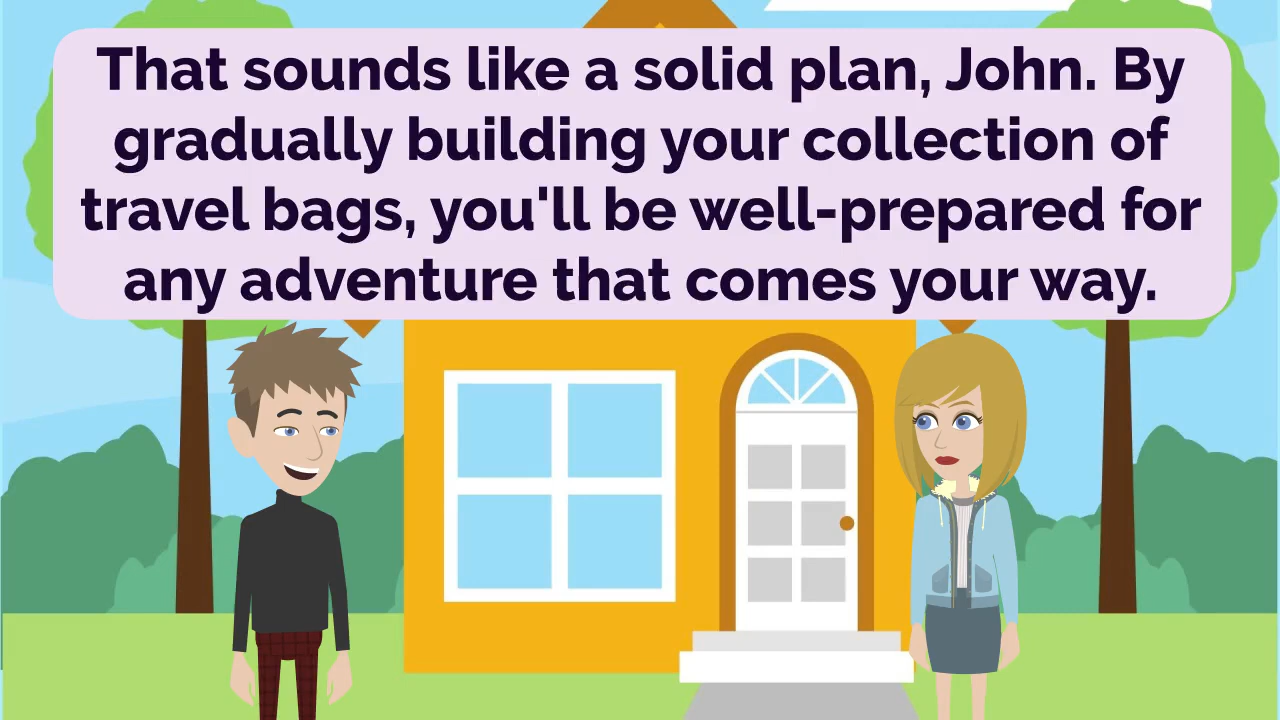 That sounds like a solid plan, John. By
gradually building your collection of
travel bags, you'll be well-prepared for
any adventure that comes your way.